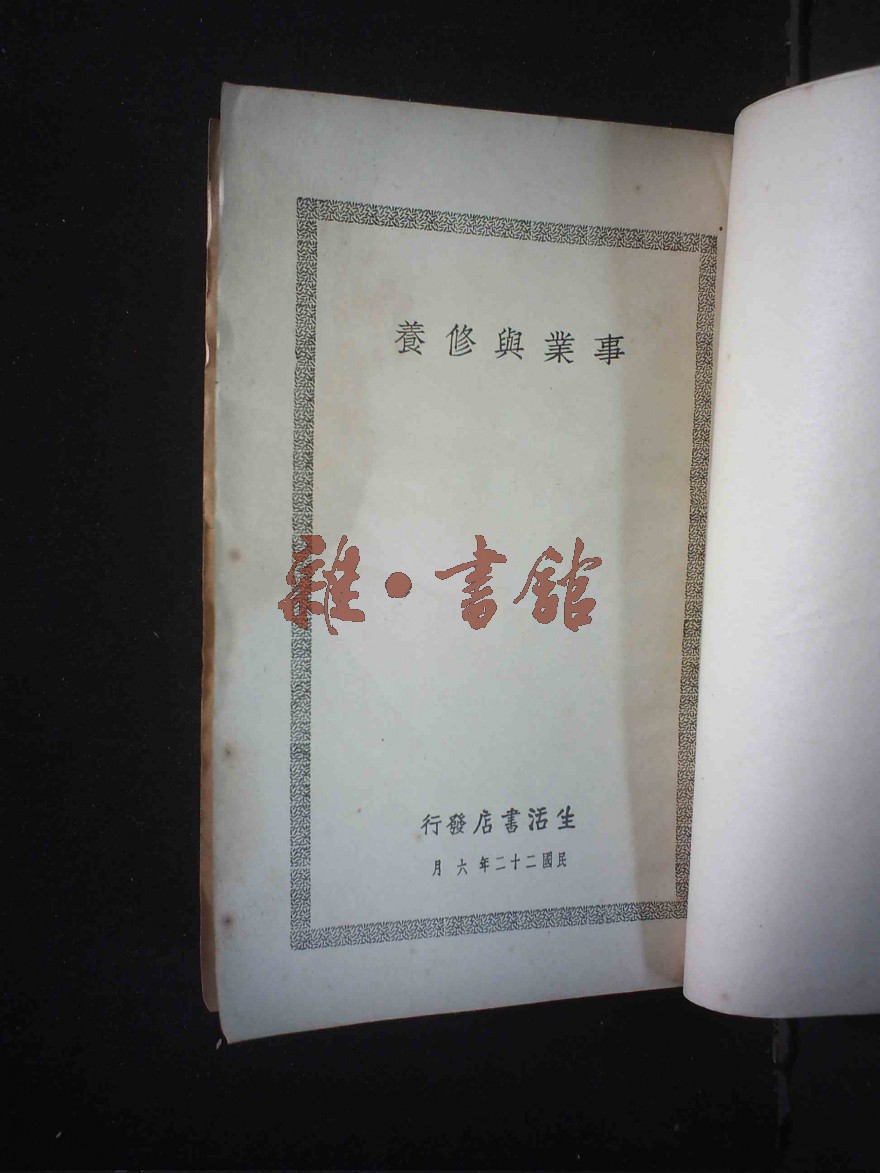 事業與修養
雜·書館
生活書店發行
民國二十二年六月